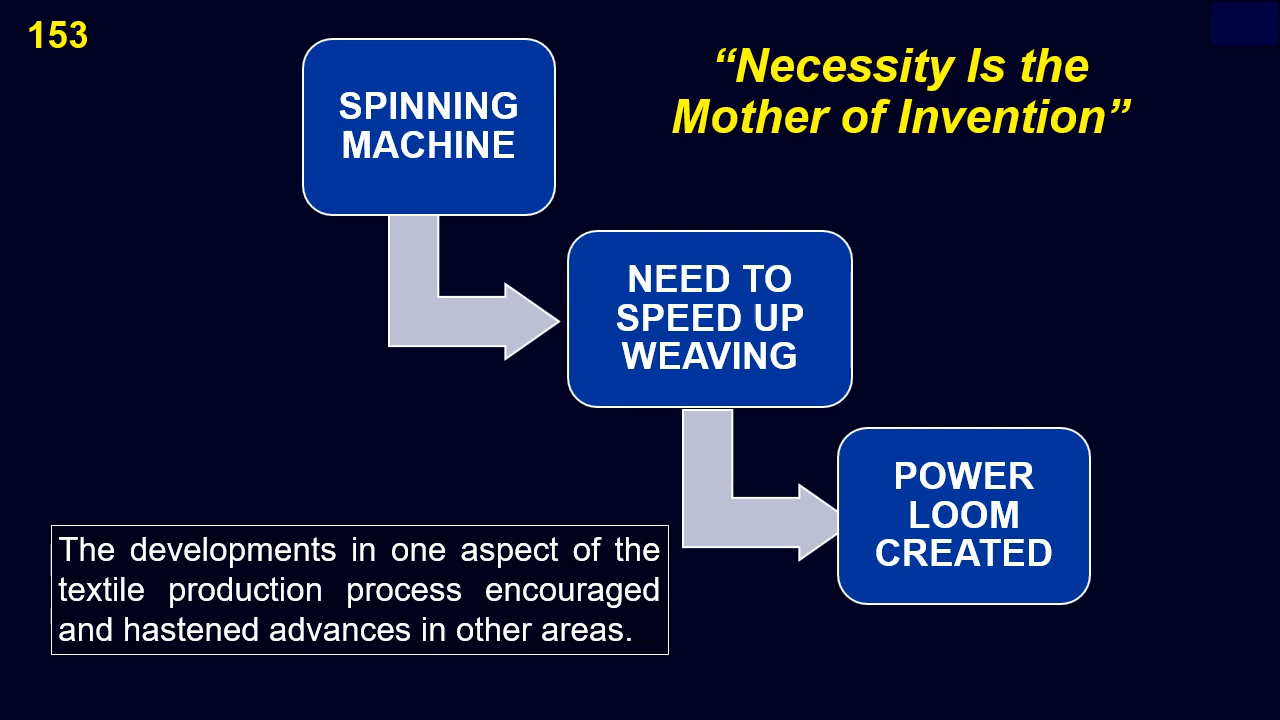 153
“Necessity Is the
Mother of Invention”
SPINNING
MACHINE
NEED TO
SPEED UP
WEAVING
POWER
LOOM
CREATED
The developments in one aspect of the
textile production process encouraged
and hastened advances in other areas.